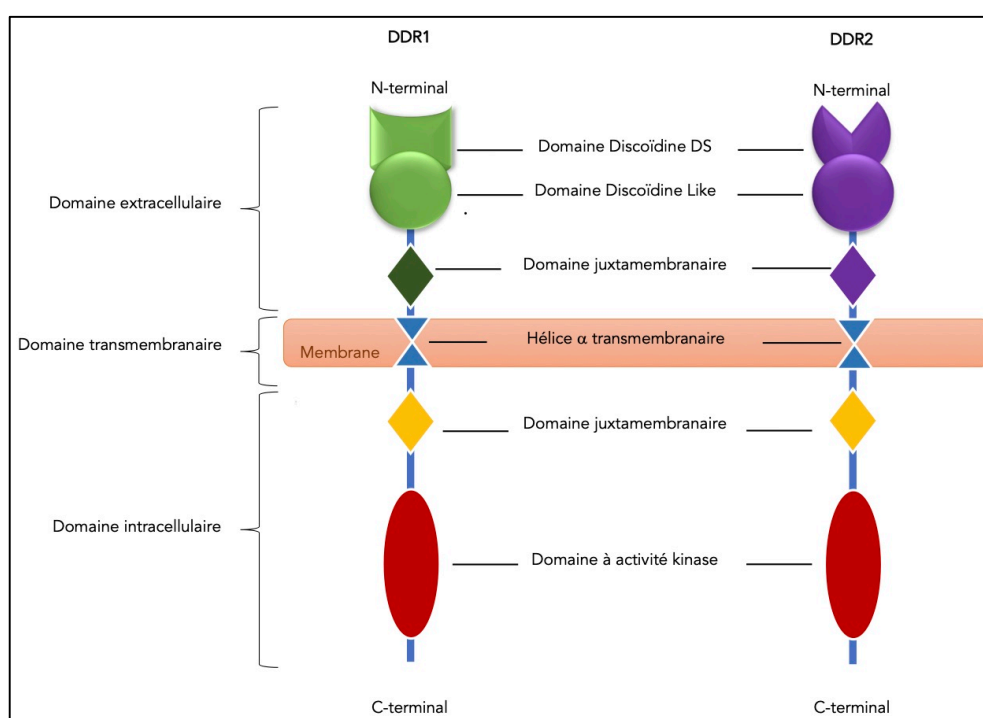 DDR1
DDR2
N-terminal
N-terminal
Domaine Discoïdine DS
Domaine Discoïdine Like
Domaine extracellulaire
Domaine juxtamembranaire
Domaine transmembranaire
Membrane
Hélice α transmembranaire
Domaine juxtamembranaire
Domaine intracellulaire
Domaine à activité kinase
C-terminal
C-terminal